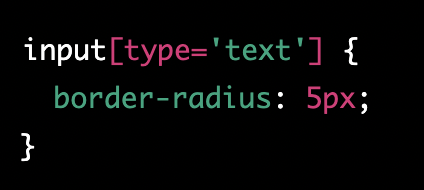 input[type='text'] {
  border-radius: 5px;
}